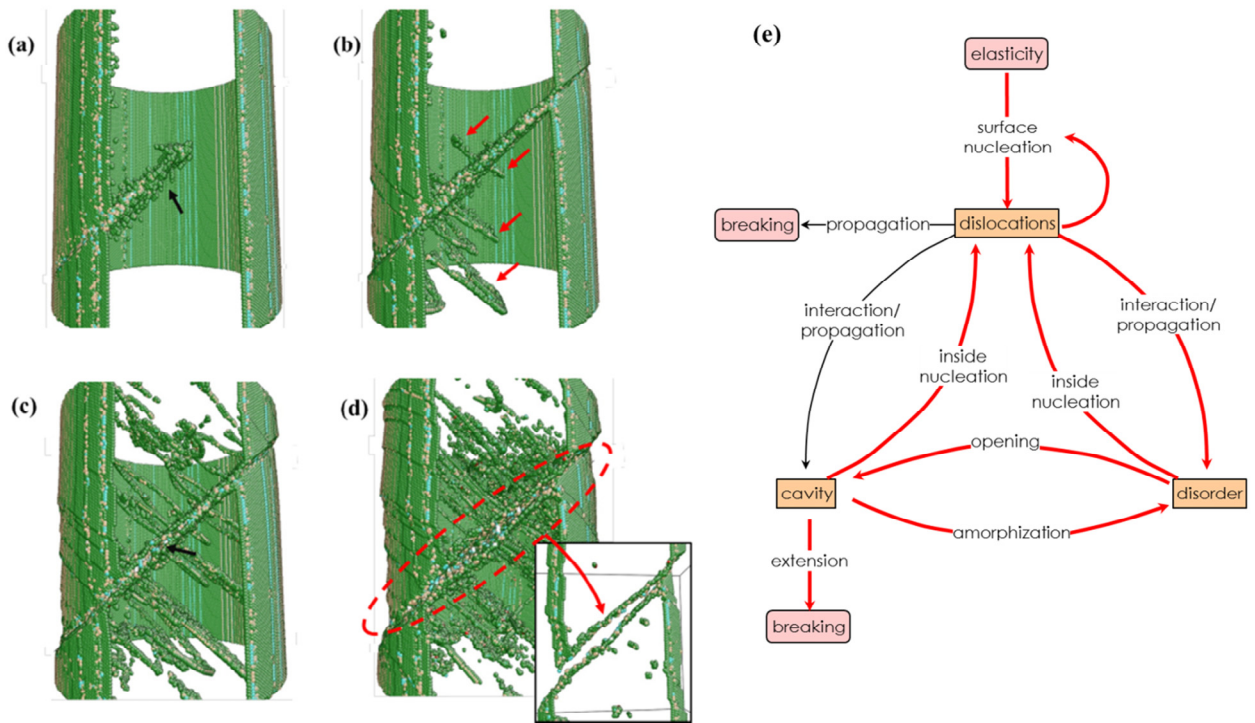 (a)
(b)
(c)
(d)
(e)
elasticity
surface
nucleation
breaking
propagation
dislocations
interaction/
propagation
interaction/
propagation
inside
nucleation
inside
nucleation
opening
cavity
disorder
amorphization
extension
breaking